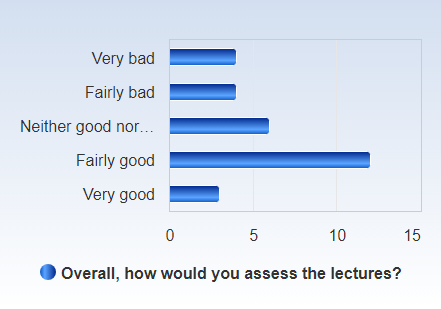 Very bad
Fairly bad
Neither good nor…
Fairly good
Very good
0 5 10 15
Overall, how would you assess the lectures?